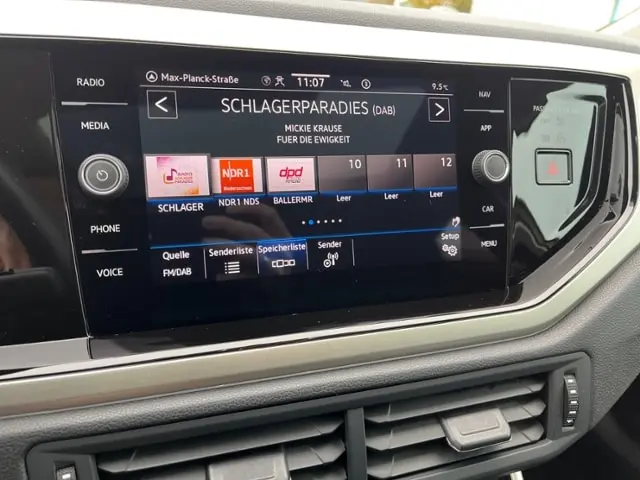 Max-Planck-Straße
11:07
9.5°C
RADIO
MEDIA
PHONE
VOICE
NAV
APP
CAR
MENU
SCHLAGERPARADIES (DAB)
MICKIE KRAUSE
FUER DIE EWIGKEIT
SCHLAGER
NDR1
Niedersachsen
NDR1 NDS
dpd
BALLERMR
10
Leer
11
Leer
12
Leer
Quelle
FM/DAB
Senderliste
Speicherliste
Sender
Setup